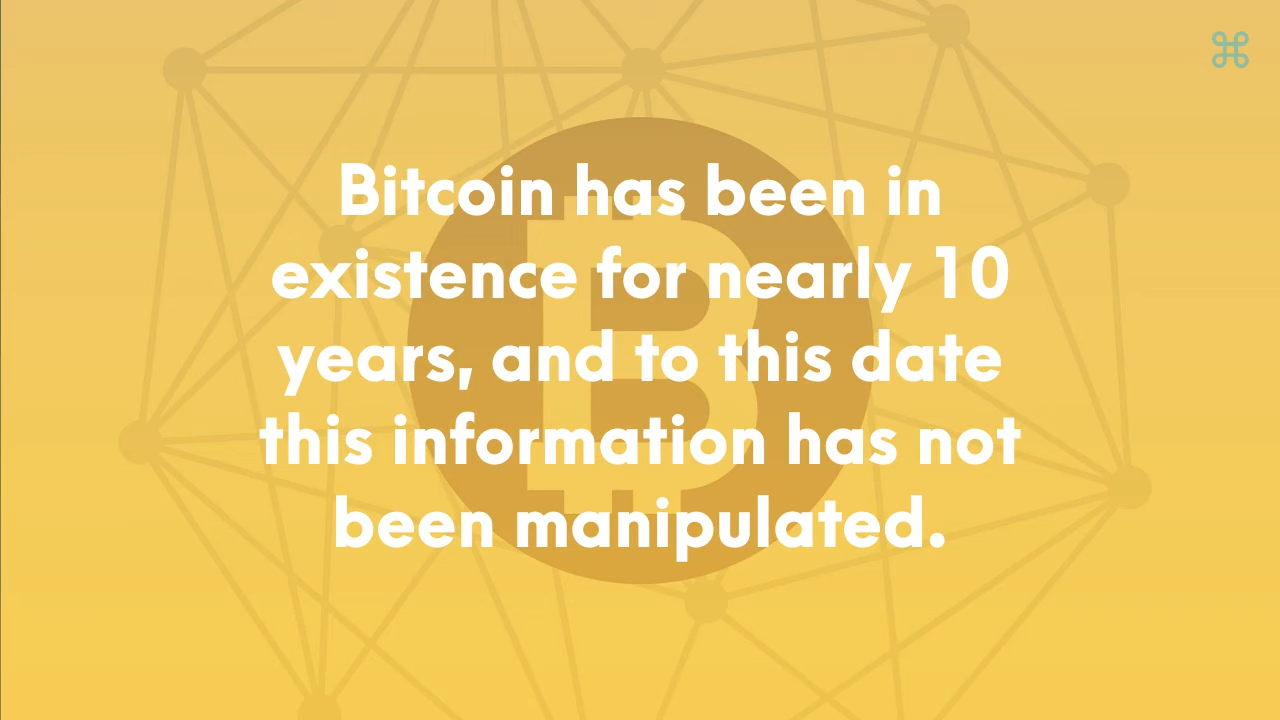 Bitcoin has been in
existence for nearly 10
years, and to this date
this information has not
been manipulated.